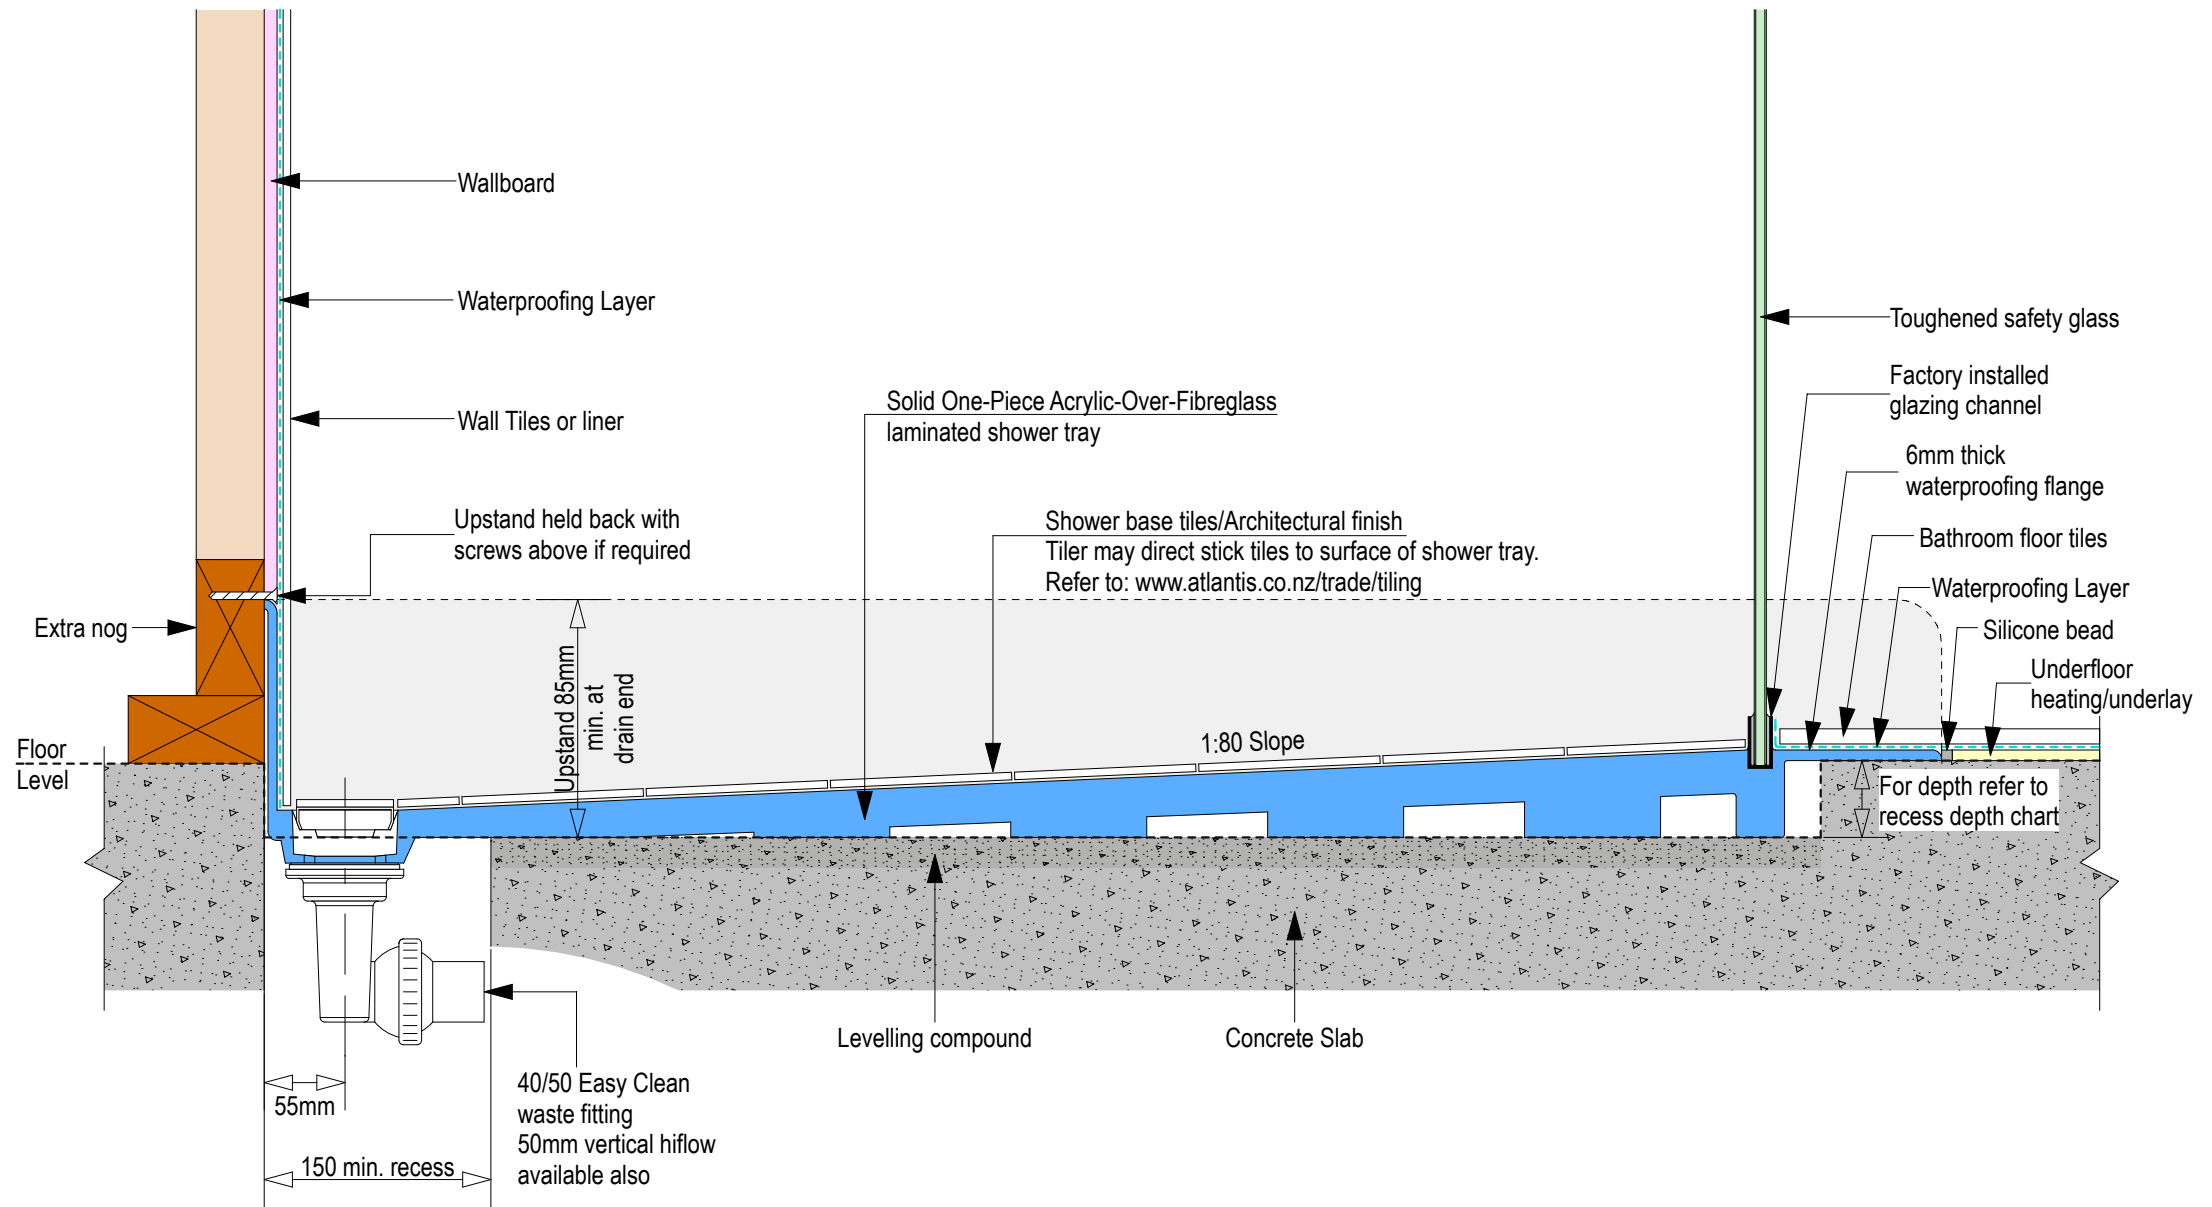 Wallboard
Waterproofing Layer
Wall Tiles or liner
Upstand held back with
screws above if required
Extra nog
Floor
Level
Solid One-Piece Acrylic-Over-Fibreglass
laminated shower tray
Shower base tiles/Architectural finish
Tiler may direct stick tiles to surface of shower tray.
Refer to: www.atlantis.co.nz/trade/tiling
Upstand 85mm
min. at
drain end
1:80 Slope
Toughened safety glass
Factory installed
glazing channel
6mm thick
waterproofing flange
Bathroom floor tiles
Waterproofing Layer
Silicone bead
Underfloor
heating/underlay
For depth refer to
recess depth chart
Levelling compound
Concrete Slab
40/50 Easy Clean
waste fitting
50mm vertical hiflow
available also
55mm
150 min. recess